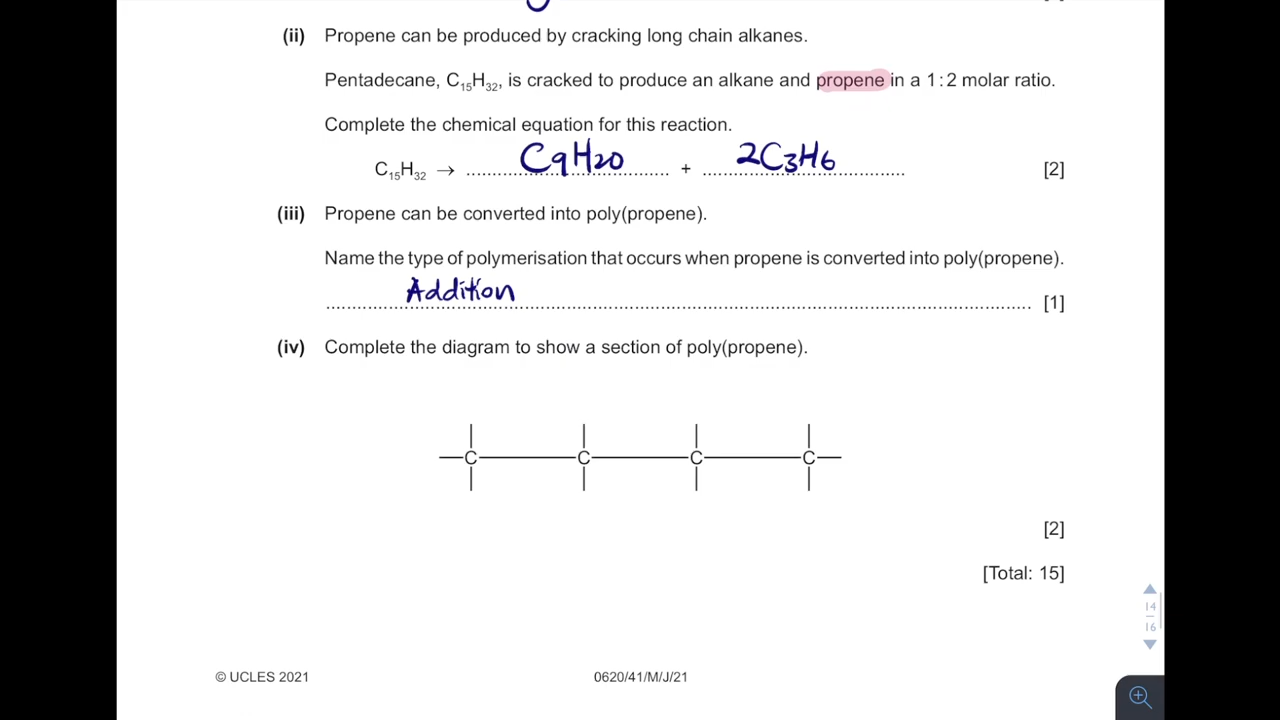 (ii) Propene can be produced by cracking long chain alkanes.
Pentadecane, C₁₅H₃₂, is cracked to produce an alkane and propene in a 1:2 molar ratio.
Complete the chemical equation for this reaction.
C₁₅H₃₂ → C9H20 + 2C3H6 [2]
(iii) Propene can be converted into poly(propene).
Name the type of polymerisation that occurs when propene is converted into poly(propene).
Addition [1]
(iv) Complete the diagram to show a section of poly(propene).
C C C C
[2]
[Total: 15]
14
16
© UCLES 2021 0620/41/M/J/21